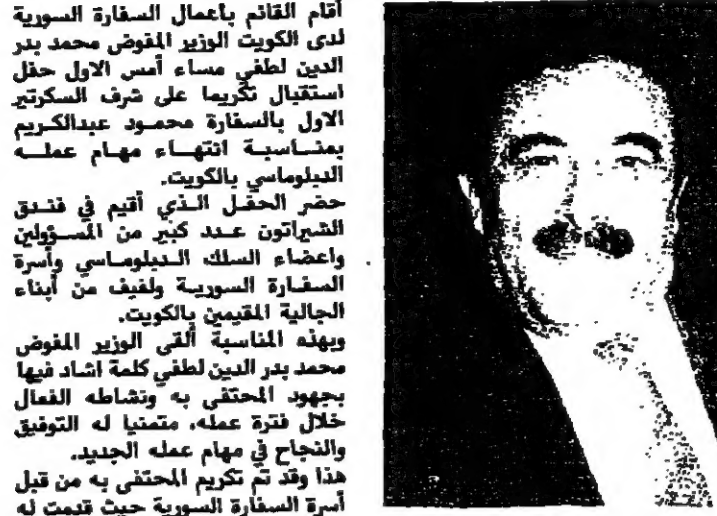 أقام القائم بأعمال السفارة السورية
لدى الكويت الوزير المفوض محمد بدر
الدين لطفي مساء أمس الاول حفل
استقبال تكريما على شرف السكرتير
الاول بالسفارة محمود عبدالكريم
بمناسبة انتهاء مهام عمله
الدبلوماسي بالكويت.
حضر الحفل الذي أقيم في فندق
الشيراتون عدد كبير من المسؤولين
واعضاء السلك الدبلوماسي وأسرة
السفارة السورية ولفيف من أبناء
الجالية المقيمين بالكويت.
وبهذه المناسبة ألقى الوزير المفوض
محمد بدر الدين لطفي كلمة اشاد فيها
بجهود المحتفى به ونشاطه الفعال
خلال فترة عمله، متمنيا له التوفيق
والنجاح في مهام عمله الجديد.
هذا وقد تم تكريم المحتفى به من قبل
أسرة السفارة السورية حيث قدمت له